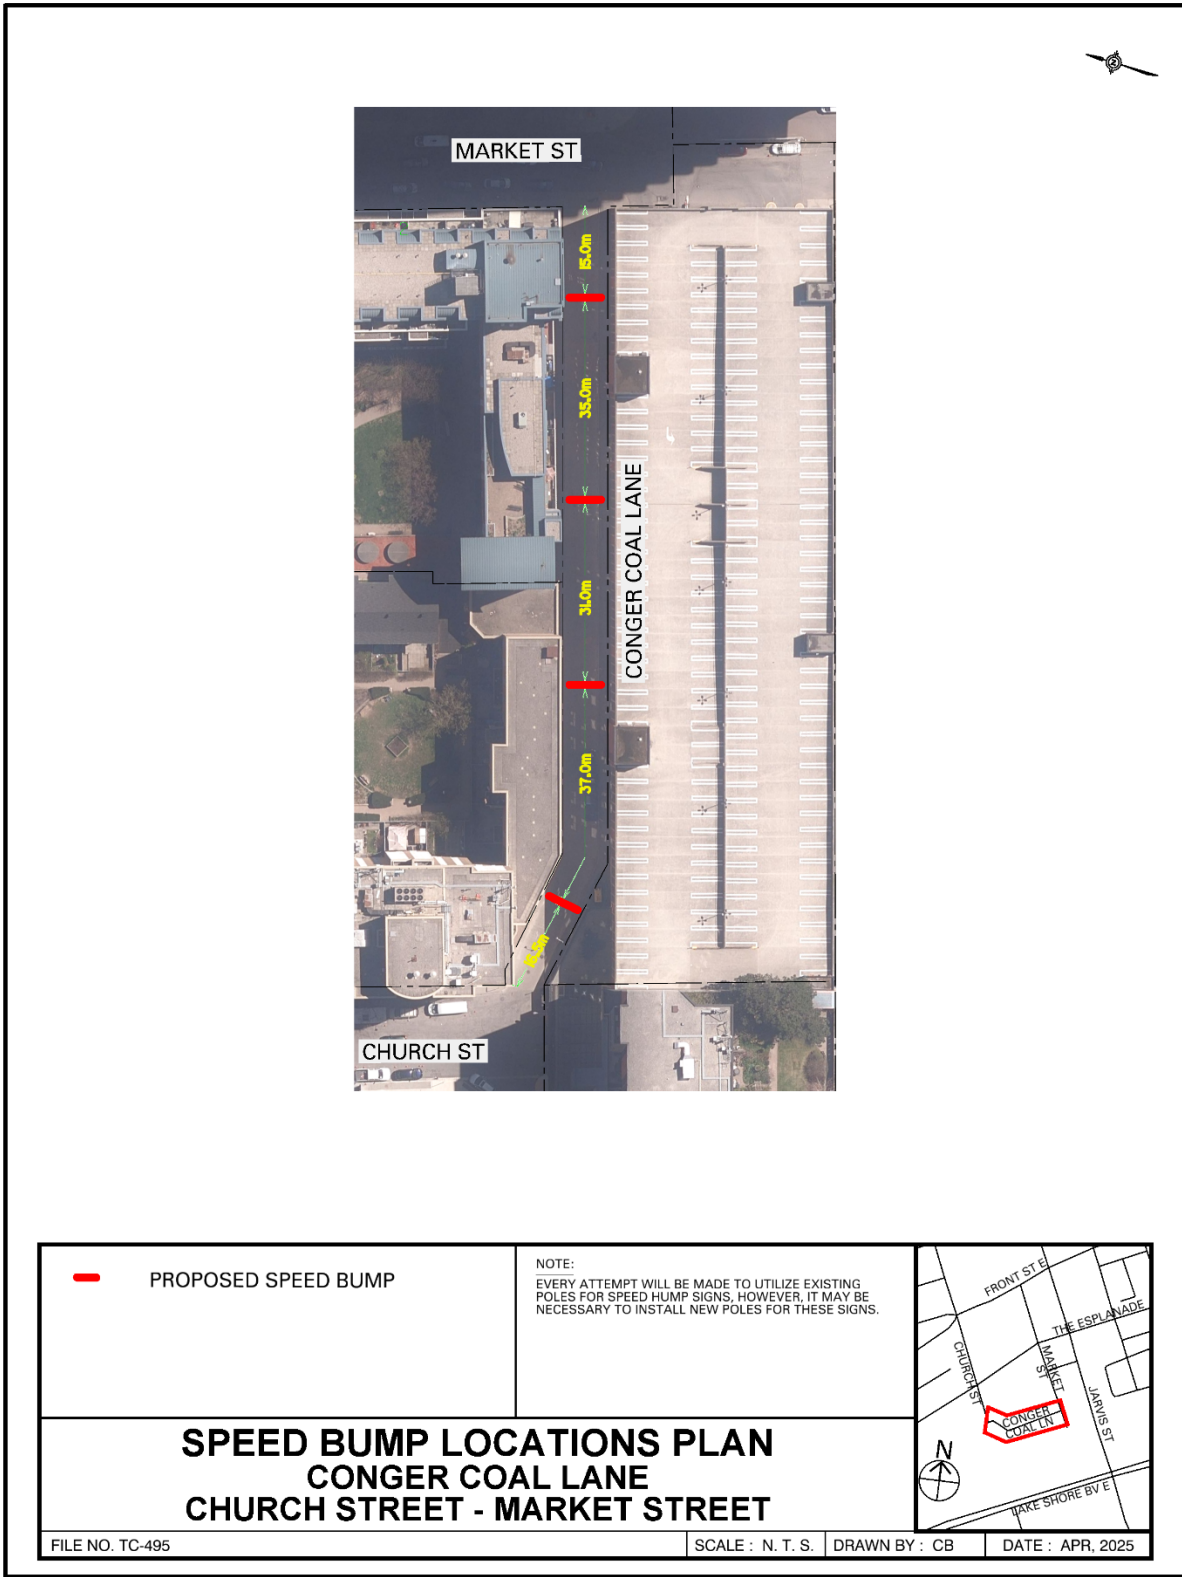 N
MARKET ST
15.0m
35.0m
CONGER COAL LANE
31.0m
37.0m
16.5m
CHURCH ST
PROPOSED SPEED BUMP
NOTE:
EVERY ATTEMPT WILL BE MADE TO UTILIZE EXISTING
POLES FOR SPEED HUMP SIGNS, HOWEVER, IT MAY BE
NECESSARY TO INSTALL NEW POLES FOR THESE SIGNS.
FRONT ST E
THE ESPLANADE
CHURCH ST
MARKET
ST
JARVIS ST
CONGER
COAL LN
N
LAKE SHORE BV E
SPEED BUMP LOCATIONS PLAN
CONGER COAL LANE
CHURCH STREET - MARKET STREET
FILE NO. TC-495
SCALE : N. T. S.
DRAWN BY : CB
DATE : APR, 2025